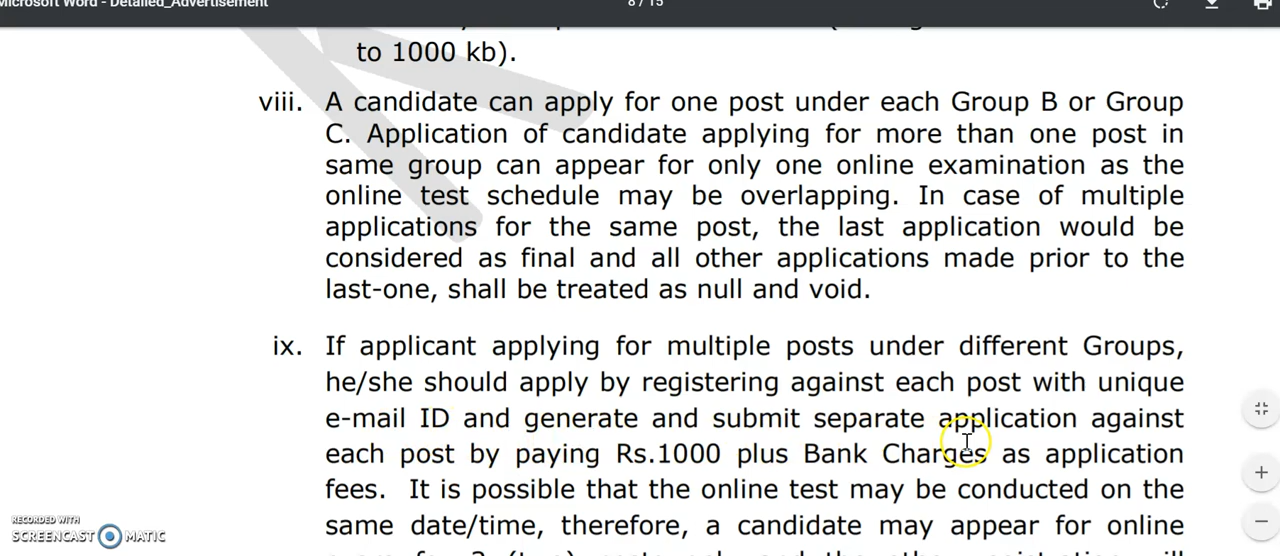 Microsoft Word - Detailed_Advertisement
8 / 15
to 1000 kb).
viii. A candidate can apply for one post under each Group B or Group
C. Application of candidate applying for more than one post in
same group can appear for only one online examination as the
online test schedule may be overlapping. In case of multiple
applications for the same post, the last application would be
considered as final and all other applications made prior to the
last-one, shall be treated as null and void.
ix. If applicant applying for multiple posts under different Groups,
he/she should apply by registering against each post with unique
e-mail ID and generate and submit separate application against
each post by paying Rs.1000 plus Bank Charges as application
fees. It is possible that the online test may be conducted on the
same date/time, therefore, a candidate may appear for online
RECORDED WITH
SCREENCAST MATIC